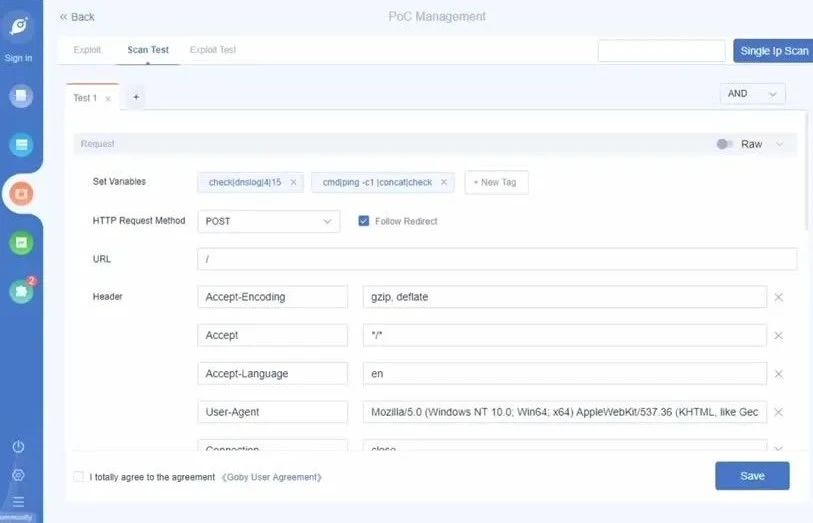 Back
PoC Management
Sign in
Exploit
Scan Test
Exploit Test
Single Ip Scan
Test 1
+
AND
Request
Raw
Set Variables
check|dnslog|4|15
cmd|ping -c1 |concat|check
+ New Tag
HTTP Request Method
POST
Follow Redirect
URL
/
Header
Accept-Encoding
gzip, deflate
Accept
*/*
Accept-Language
en
User-Agent
Mozilla/5.0 (Windows NT 10.0; Win64; x64) AppleWebKit/537.36 (KHTML, like Gec
Connection
close
2
I totally agree to the agreement 《Goby User Agreement》
Save